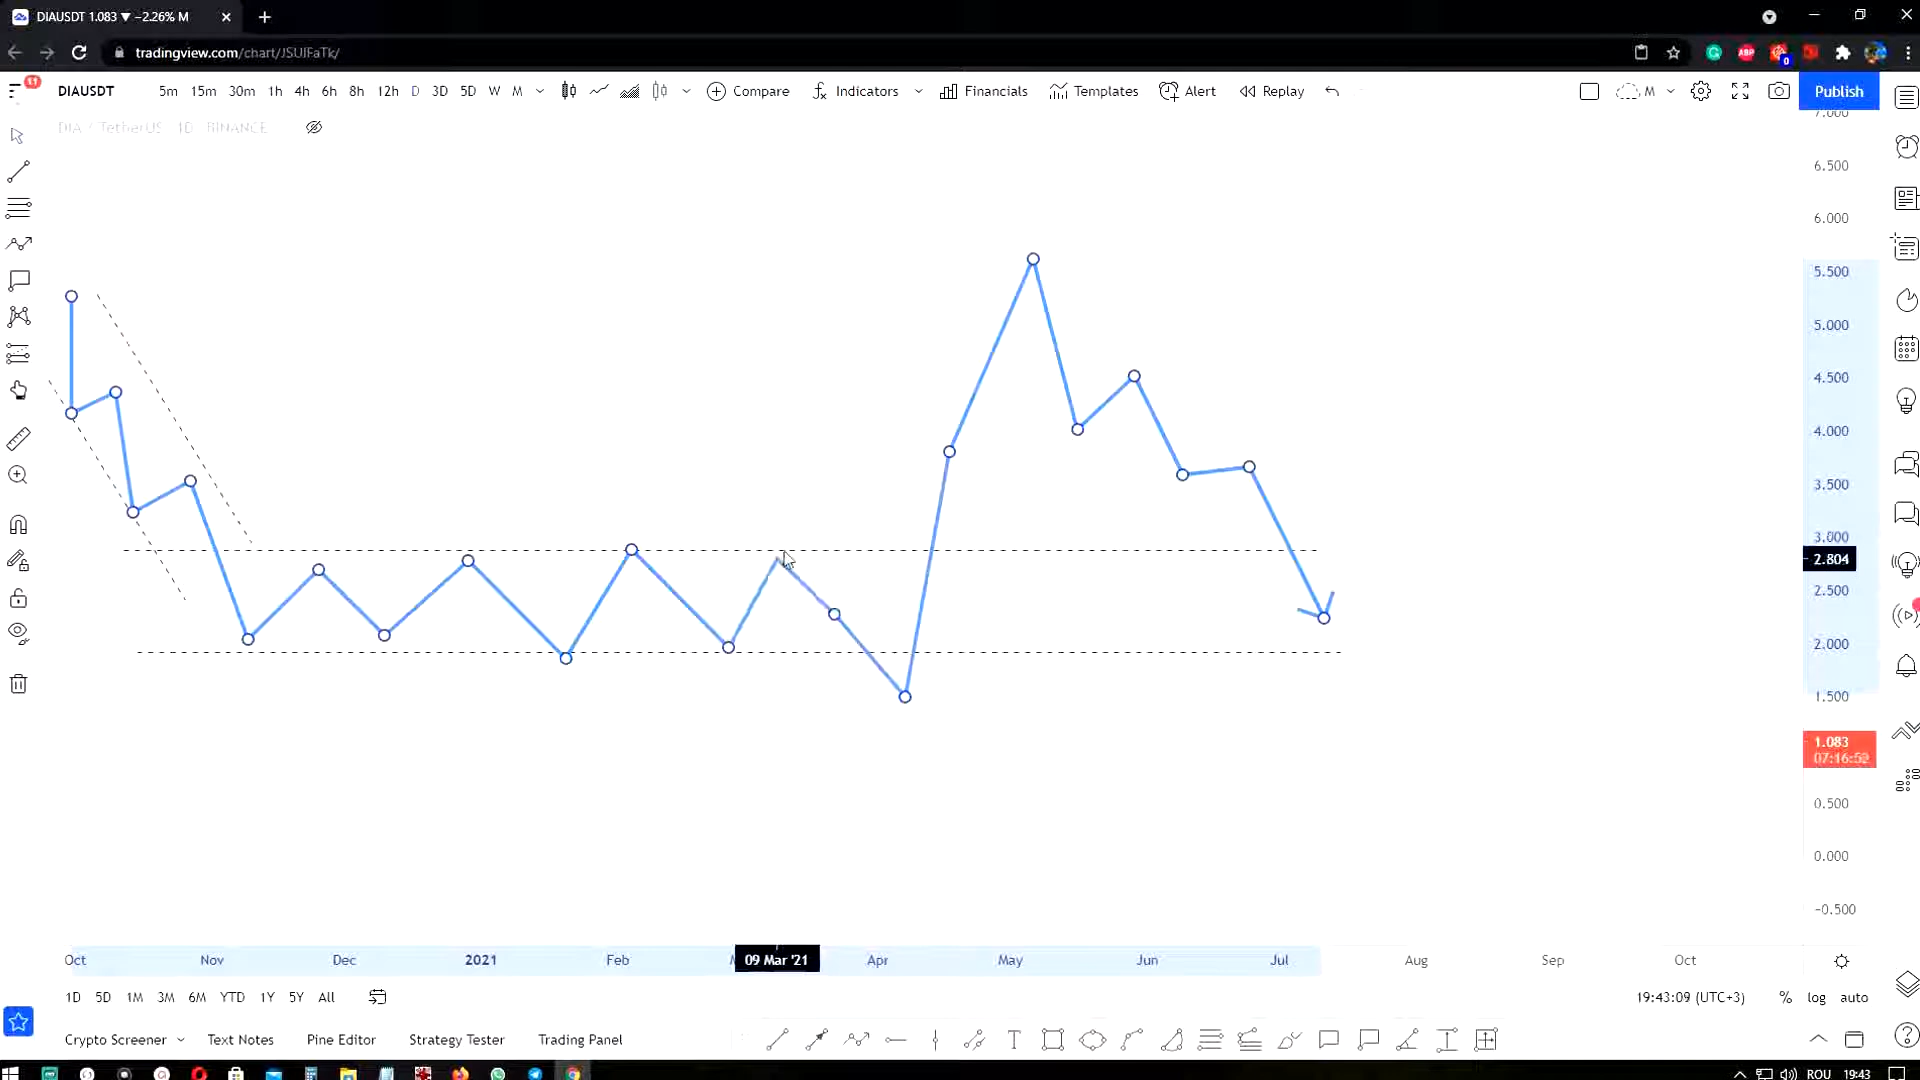 DIAUSDT 1.083 ▼ −2.26% M
tradingview.com/chart/JSUIFaTk/
11
DIAUSDT 5m 15m 30m 1h 4h 6h 8h 12h D 3D 5D W M Compare Indicators Financials Templates Alert Replay M Publish
DIA / TetherUS 1D BINANCE
7.000
6.500
6.000
5.500
5.000
4.500
4.000
3.500
3.000
2.804
2.500
2.000
1.500
1.083
07:16:52
0.500
0.000
−0.500
Oct Nov Dec 2021 Feb 09 Mar '21 Apr May Jun Jul Aug Sep Oct
1D 5D 1M 3M 6M YTD 1Y 5Y All 19:43:09 (UTC+3) % log auto
Crypto Screener Text Notes Pine Editor Strategy Tester Trading Panel
ROU 19:43